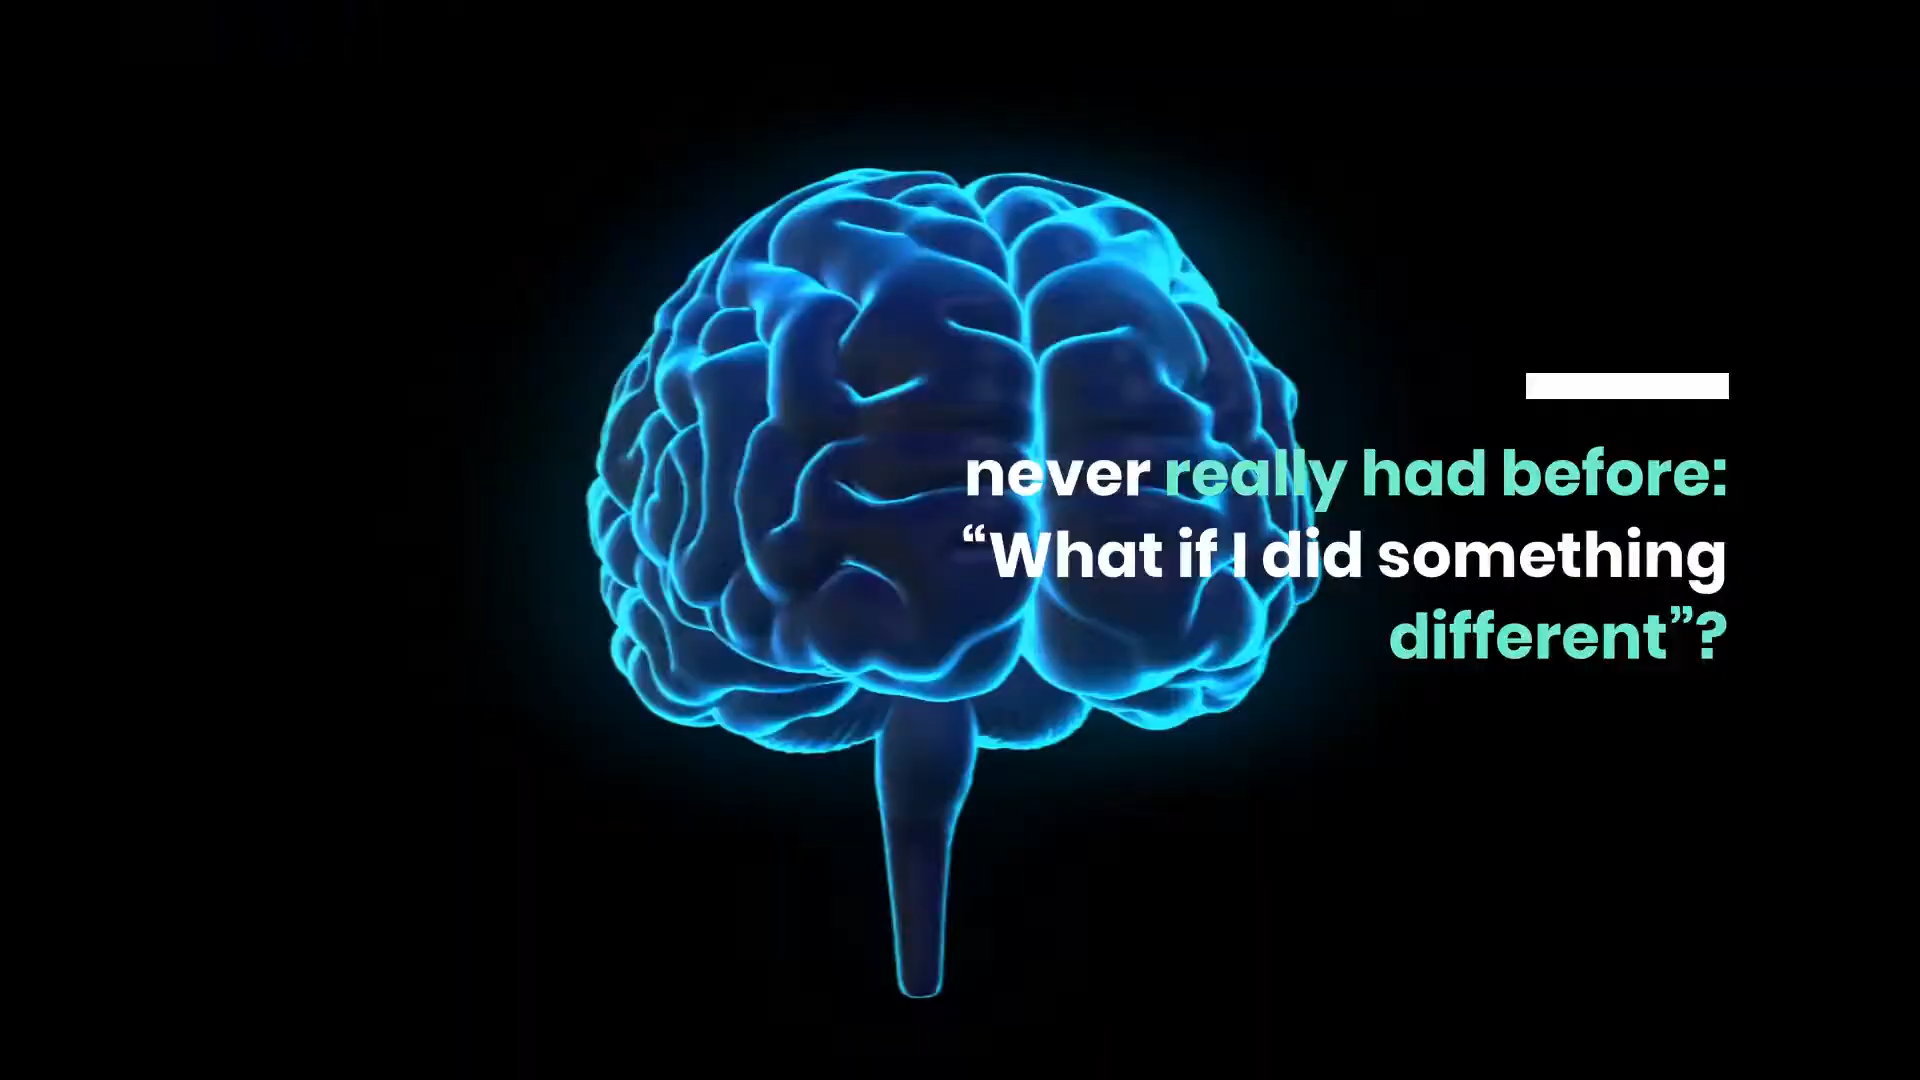 never really had before:
“What if I did something
different”?